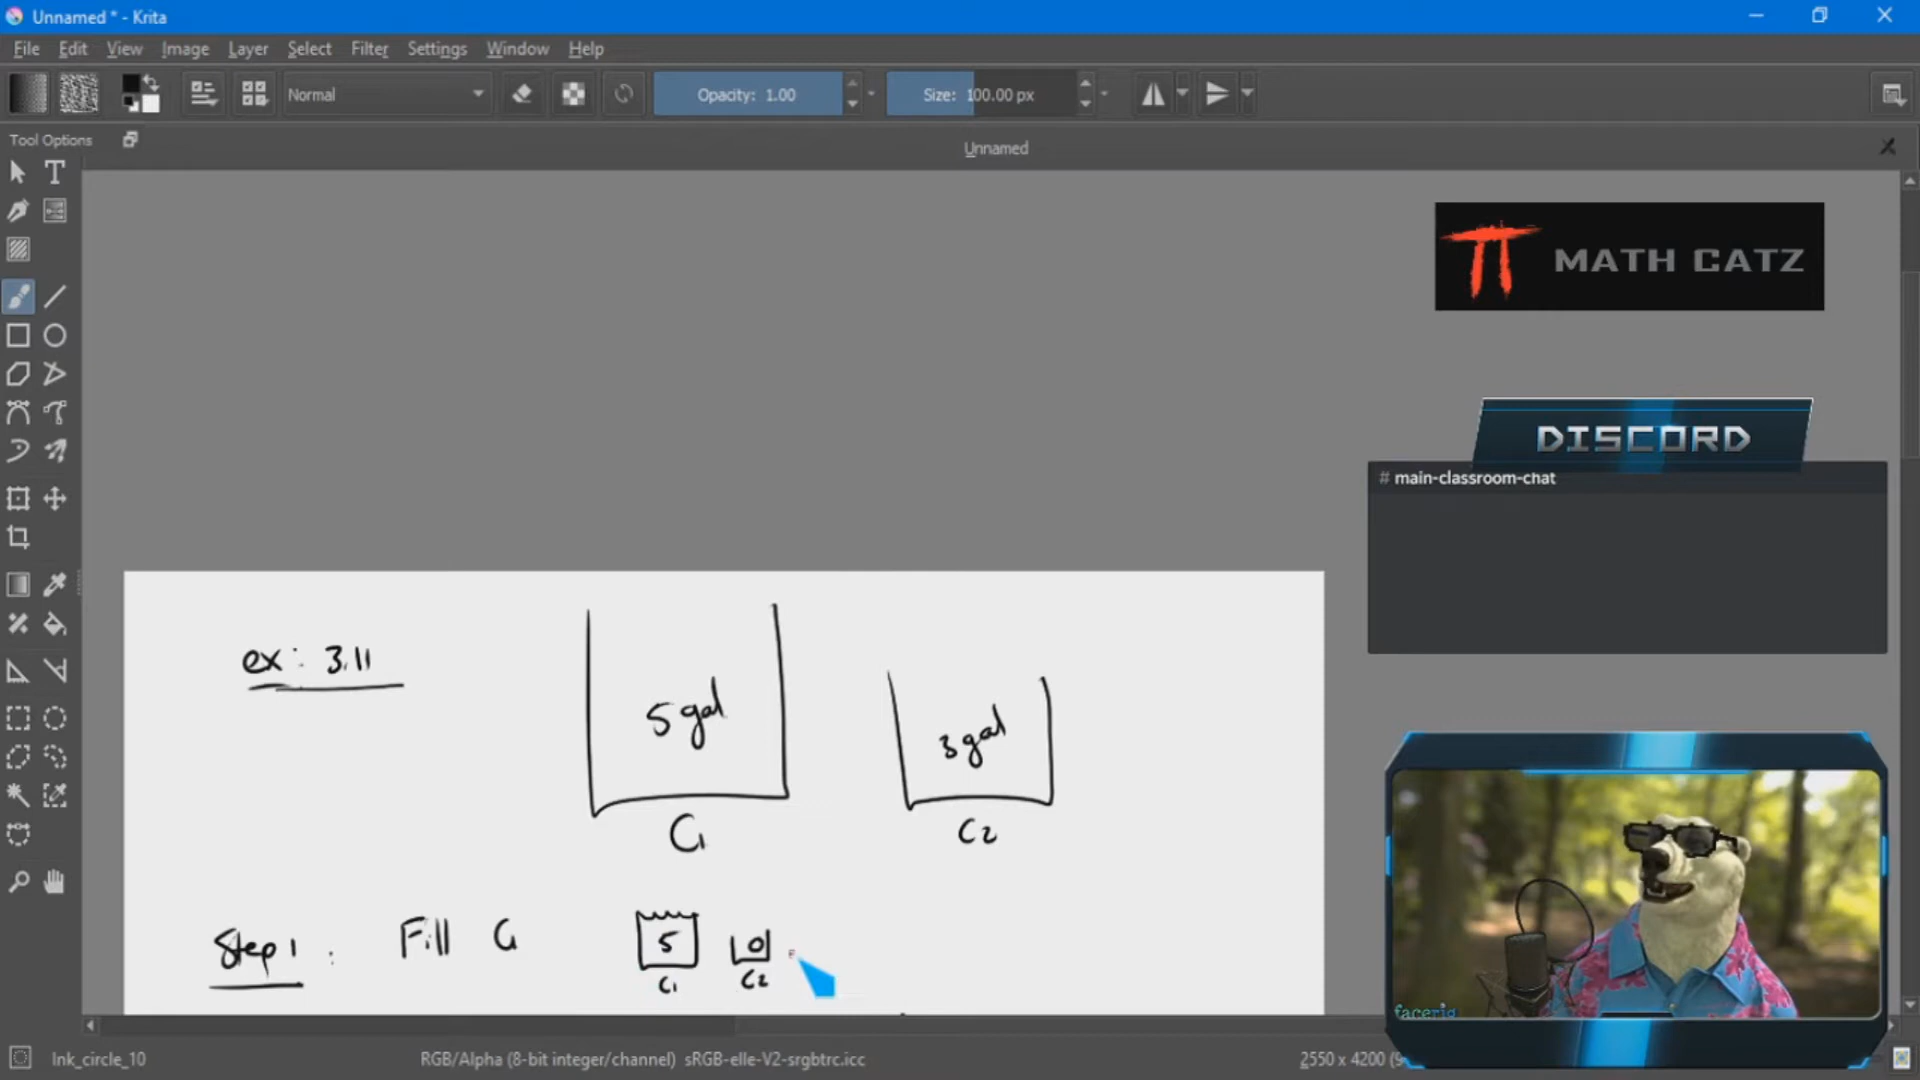 Unnamed * - Krita
File Edit View Image Layer Select Filter Settings Window Help
Normal Opacity: 1.00 Size: 100.00 px
Tool Options
Unnamed
T
MATH CATZ
DISCORD
# main-classroom-chat
ex: 3.11
5 gal
3 gal
C1
C2
Step 1 : Fill C1 5 0
C1 C2
facerig
Ink_circle_10 RGB/Alpha (8-bit integer/channel) sRGB-elle-V2-srgbtrc.icc 2550 x 4200 (9